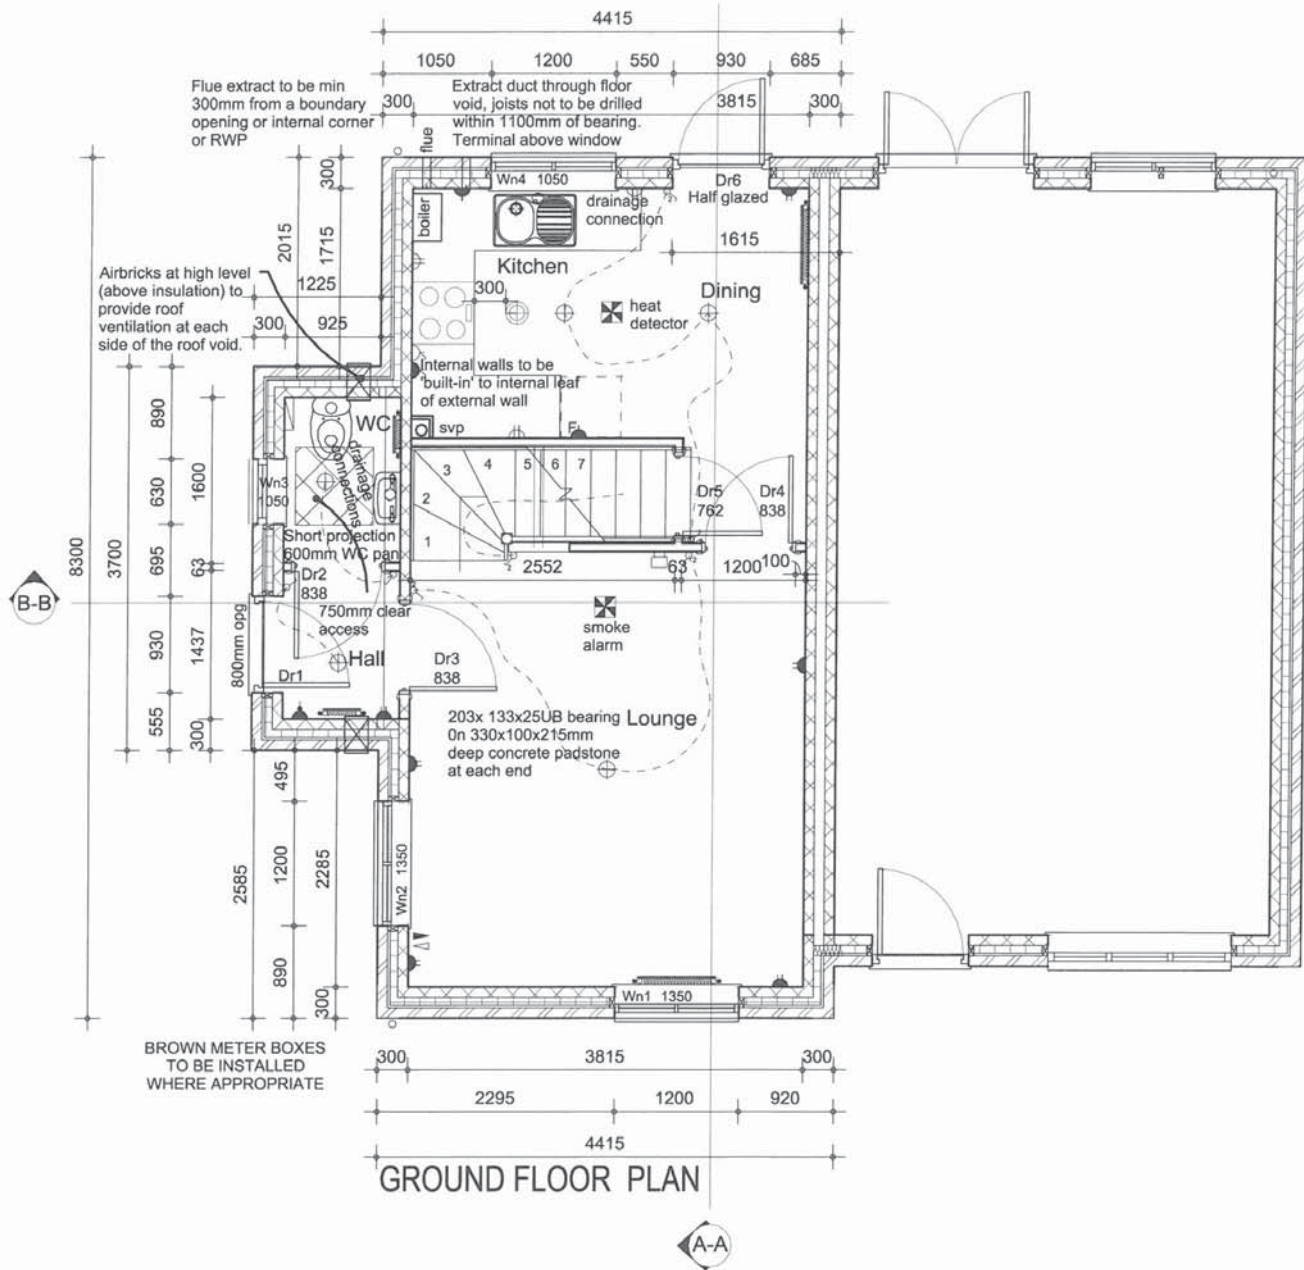 4415
1050 1200 550 930 685
Flue extract to be min
300mm from a boundary
opening or internal corner
or RWP
Extract duct through floor
void, joists not to be drilled
within 1100mm of bearing.
Terminal above window
300 3815 300
flue
300
Wn4 1050
Dr6
Half glazed
boiler
drainage
connection
2015
1715
1615
Kitchen
Airbricks at high level
(above insulation) to
provide roof
ventilation at each
side of the roof void.
1225
300 925
300
Dining
heat
detector
Internal walls to be
'built-in' to internal leaf
of external wall
890
WC
svp
F
drainage
connections
1 2 3 4 5 6 7
Wn3
1050
630
1600
Dr5
762
Dr4
838
Short projection
600mm WC pan
8300
3700
695
63
2552 63 1200 100
Dr2
838
B-B
750mm clear
access
smoke
alarm
800mm opg
930
1437
Hall
Dr1
Dr3
838
555
300
203x 133x25UB bearing
0n 330x100x215mm
deep concrete padstone
at each end
Lounge
495
2585
1200
2285
Wn2 1350
890
300
Wn1 1350
BROWN METER BOXES
TO BE INSTALLED
WHERE APPROPRIATE
300 3815 300
2295 1200 920
4415
GROUND FLOOR PLAN
A-A